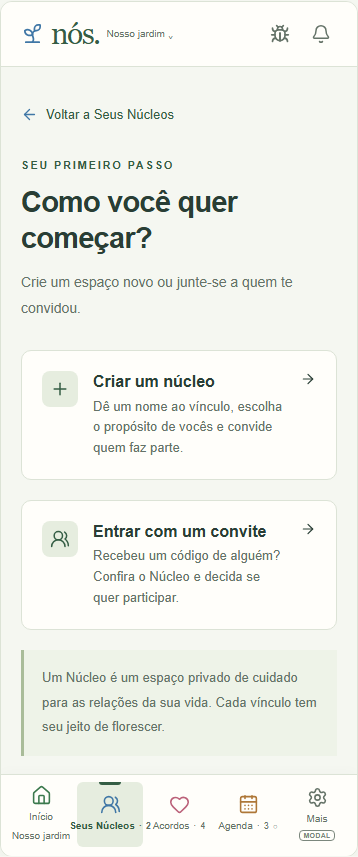 nós. Nosso jardim
Voltar a Seus Núcleos
SEU PRIMEIRO PASSO
Como você quer
começar?
Crie um espaço novo ou junte-se a quem te
convidou.
Criar um núcleo
Dê um nome ao vínculo, escolha
o propósito de vocês e convide
quem faz parte.
Entrar com um convite
Recebeu um código de alguém?
Confira o Núcleo e decida se
quer participar.
Um Núcleo é um espaço privado de cuidado
para as relações da sua vida. Cada vínculo tem
seu jeito de florescer.
Início
Nosso jardim
Seus Núcleos · 2
Acordos · 4
Agenda · 3
Mais
MODAL